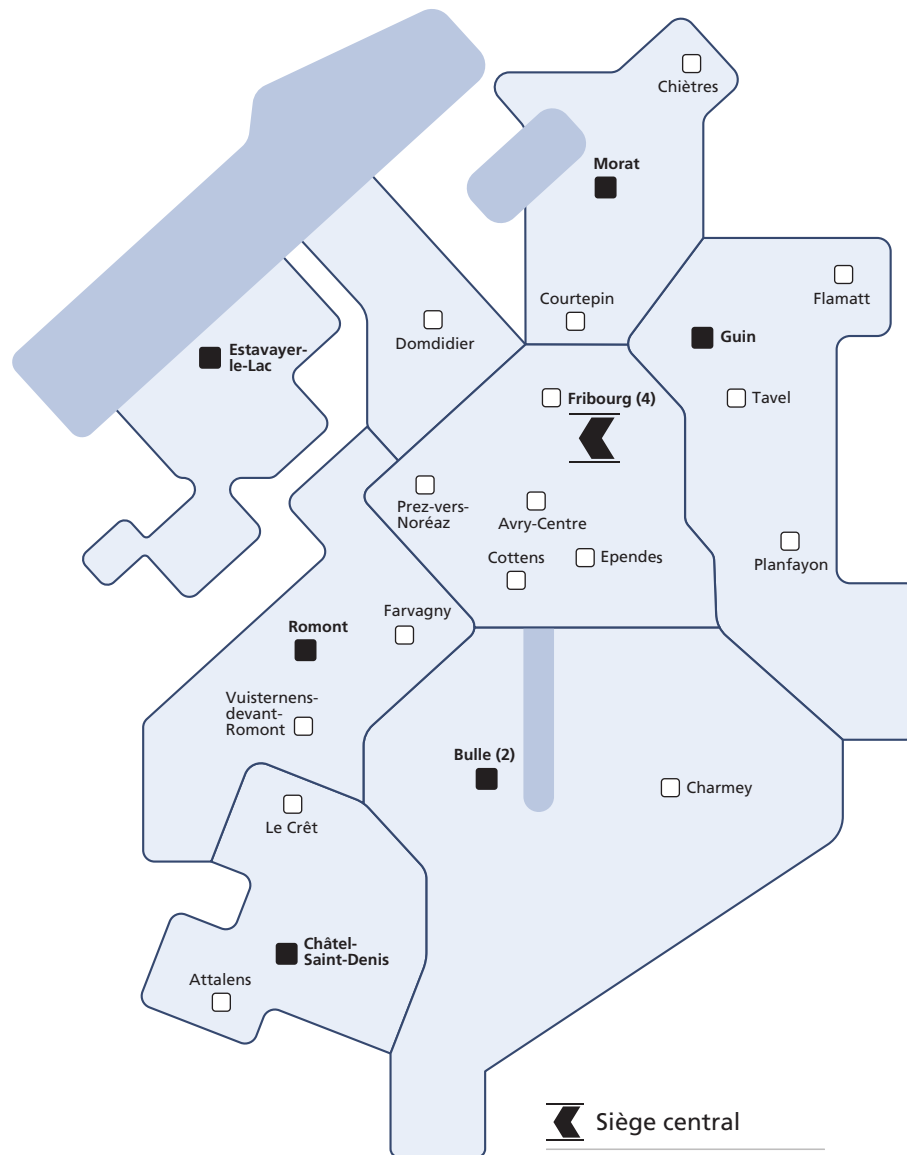 Chiètres
Morat
Flamatt
Courtepin
Domdidier
Guin
Estavayer-
le-Lac
Fribourg (4)
Tavel
Prez-vers-
Noréaz
Avry-Centre
Cottens
Ependes
Planfayon
Farvagny
Romont
Vuisternens-
devant-
Romont
Bulle (2)
Charmey
Le Crêt
Châtel-
Saint-Denis
Attalens
Siège central